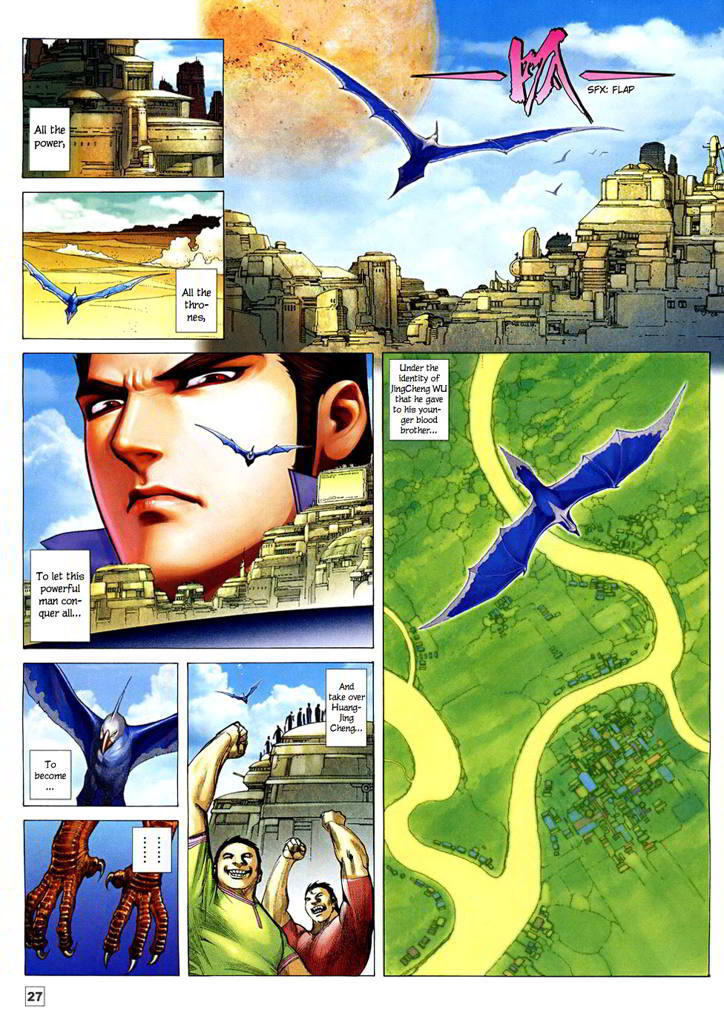 SFX: FLAP
All the
power,
All the
thro-
nes,
To let this
powerful
man con-
quer all...
Under the
identity of
JingCheng WU
that he gave
to his youn-
ger blood
brother...
To
become
...
And
take over
Huang-
Jing
Cheng...
27